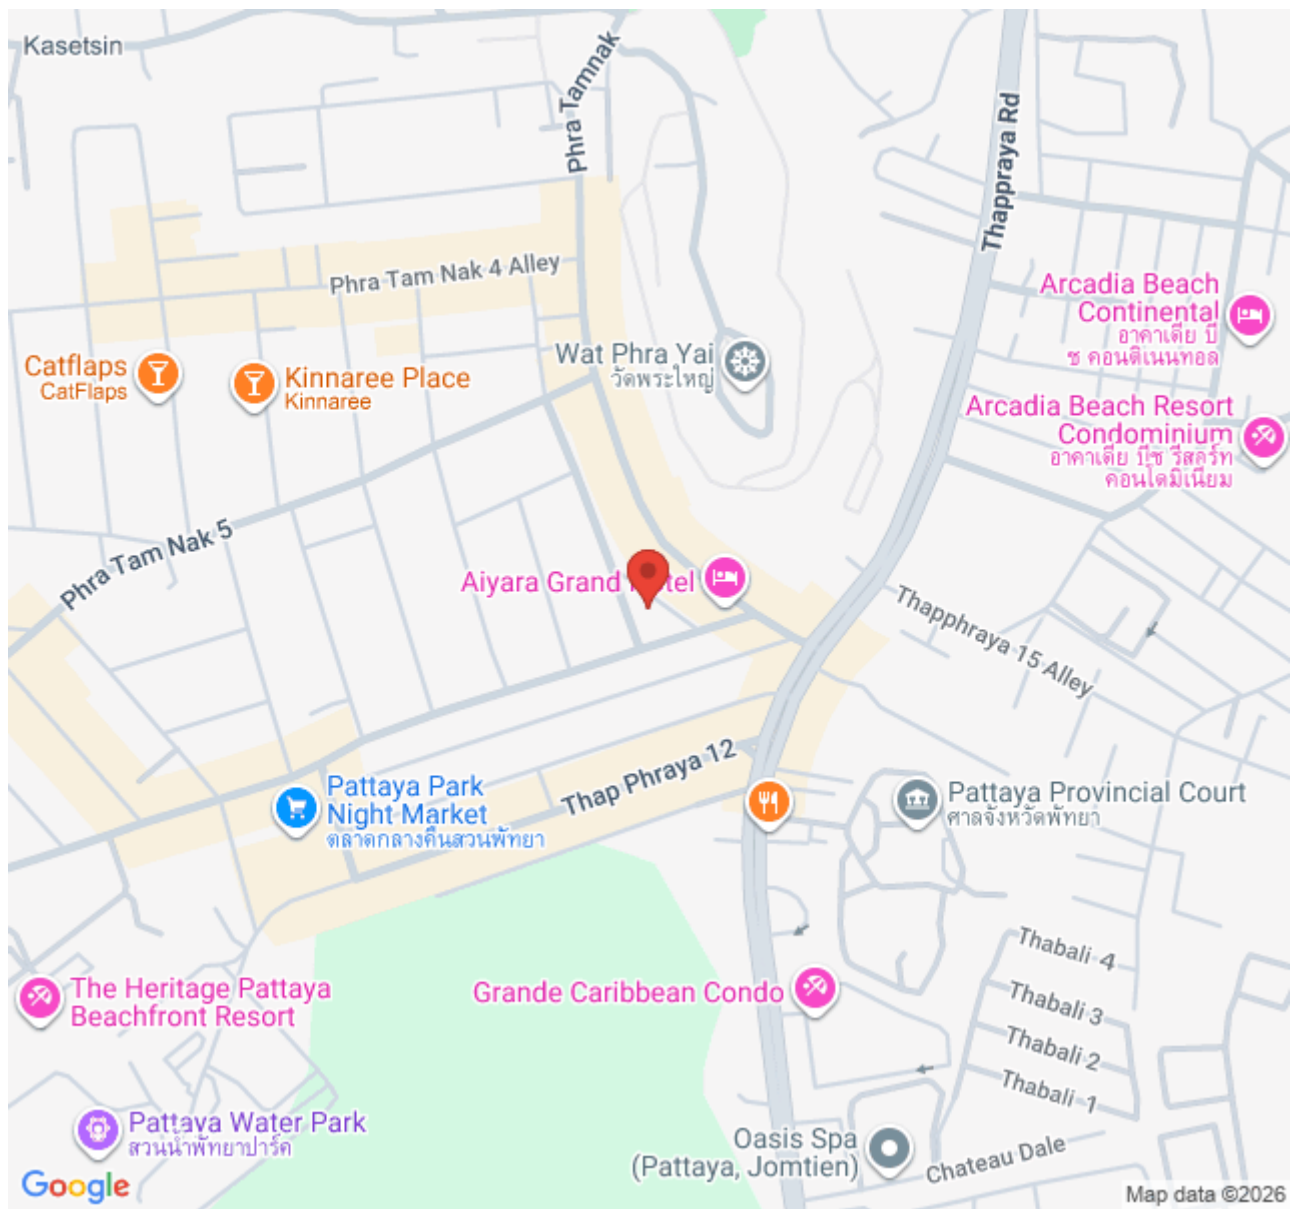 Kasetsin
Phra Tamnak
Thappraya Rd
Phra Tam Nak 4 Alley
Arcadia Beach
Continental
อาคาเดีย บี
ช คอนติเนนทอล
Wat Phra Yai
วัดพระใหญ่
Catflaps
CatFlaps
Kinnaree Place
Kinnaree
Arcadia Beach Resort
Condominium
อาคาเดีย บีช รีสอร์ท
คอนโดมิเนียม
Phra Tam Nak 5
Aiyara Grand
Thapphraya 15 Alley
Thap Phraya 12
Pattaya Park
Night Market
ตลาดกลางคืนสวนพัทยา
Pattaya Provincial Court
ศาลจังหวัดพัทยา
Thabali 4
The Heritage Pattaya
Beachfront Resort
Grande Caribbean Condo
Thabali 3
Thabali 2
Thabali 1
Pattaya Water Park
สวนน้ำพัทยาปาร์ค
Oasis Spa
(Pattaya, Jomtien)
Chateau Dale
Google
Map data ©2026